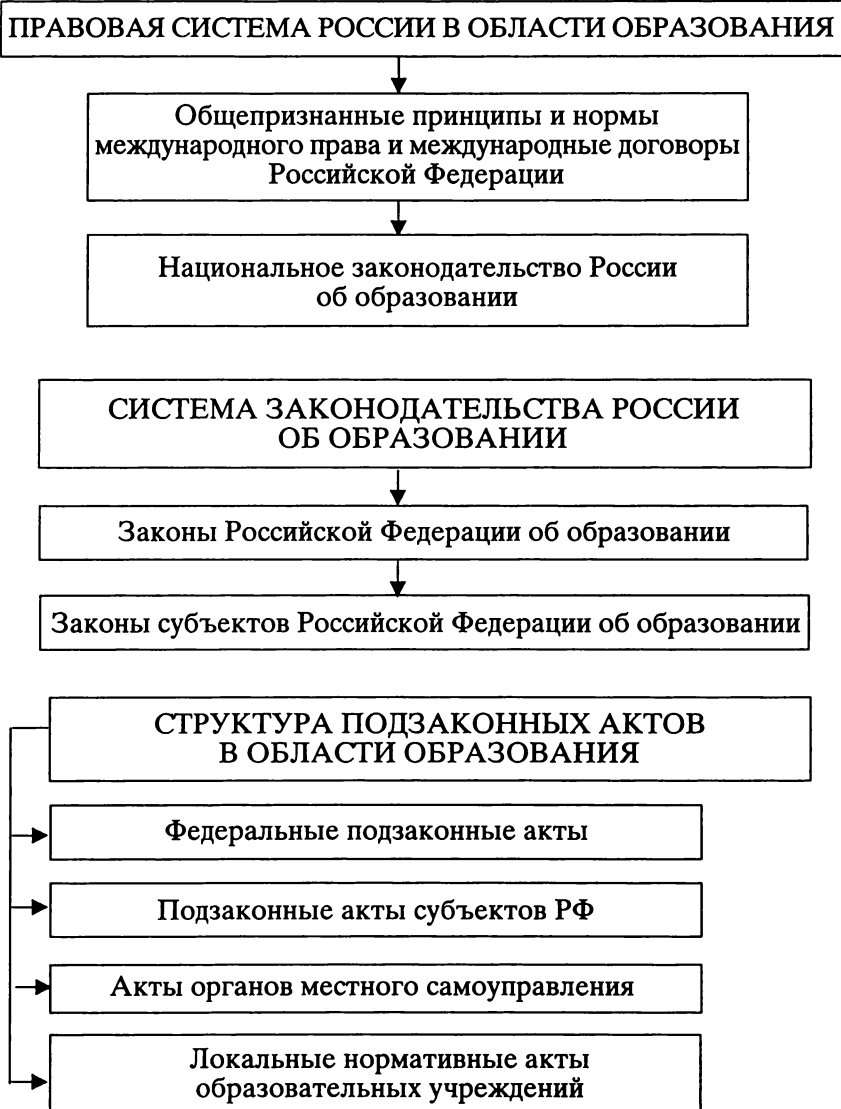 ПРАВОВАЯ СИСТЕМА РОССИИ В ОБЛАСТИ ОБРАЗОВАНИЯ
Общепризнанные принципы и нормы
международного права и международные договоры
Российской Федерации
Национальное законодательство России
об образовании
СИСТЕМА ЗАКОНОДАТЕЛЬСТВА РОССИИ
ОБ ОБРАЗОВАНИИ
Законы Российской Федерации об образовании
Законы субъектов Российской Федерации об образовании
СТРУКТУРА ПОДЗАКОННЫХ АКТОВ
В ОБЛАСТИ ОБРАЗОВАНИЯ
Федеральные подзаконные акты
Подзаконные акты субъектов РФ
Акты органов местного самоуправления
Локальные нормативные акты
образовательных учреждений